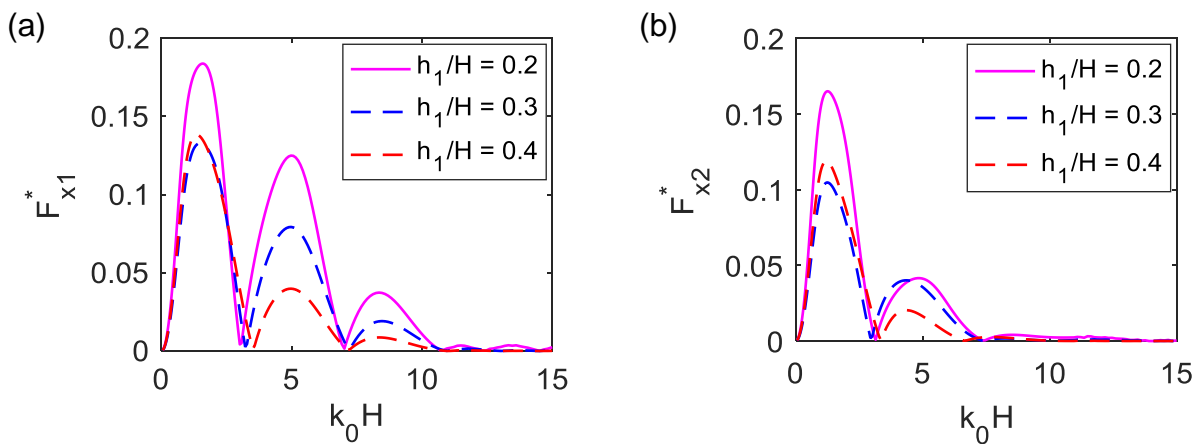 (a)
0.2
0.15
0.1
0.05
0
F*x1
0 5 10 15
k0H
h1/H = 0.2
h1/H = 0.3
h1/H = 0.4
(b)
0.2
0.15
0.1
0.05
0
F*x2
0 5 10 15
k0H
h1/H = 0.2
h1/H = 0.3
h1/H = 0.4